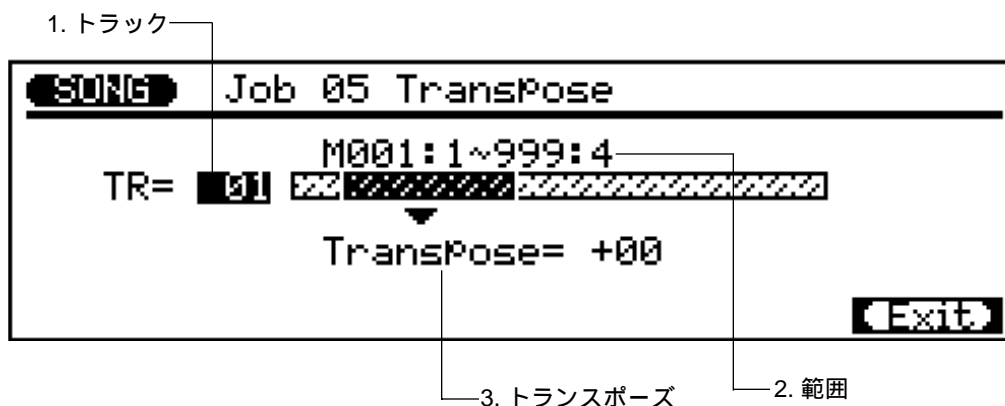 1. トラック
SONG Job 05 Transpose
M001:1~999:4
TR= 01
Transpose= +00
Exit
3. トランスポーズ
2. 範囲